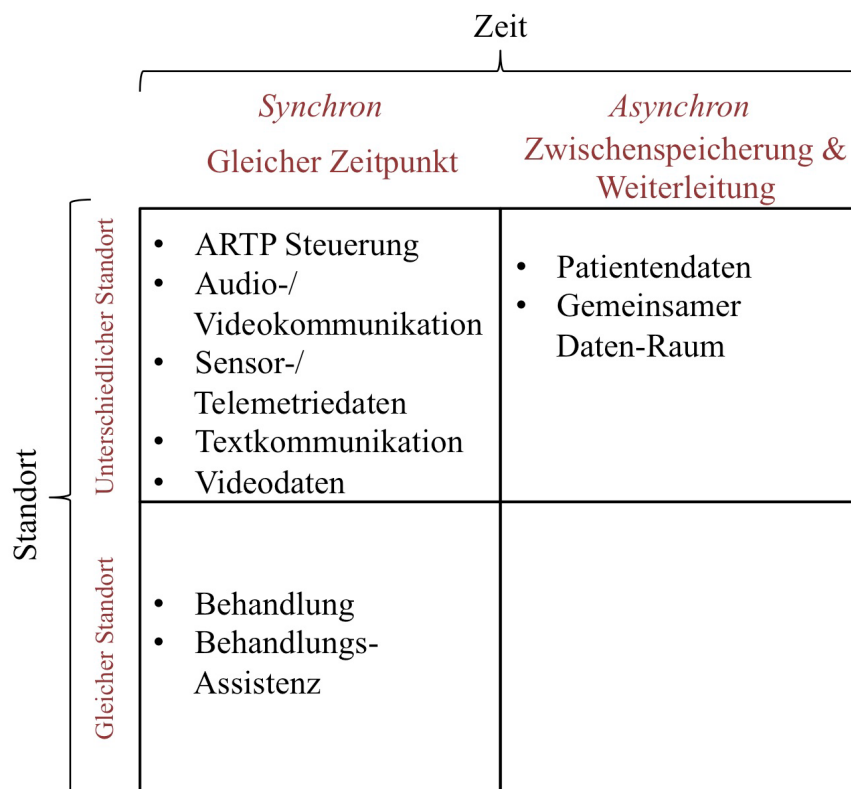 Zeit
Synchron
Gleicher Zeitpunkt
Asynchron
Zwischenspeicherung &
Weiterleitung
Standort
Unterschiedlicher Standort
• ARTP Steuerung
• Audio-/
Videokommunikation
• Sensor-/
Telemetriedaten
• Textkommunikation
• Videodaten
• Patientendaten
• Gemeinsamer
Daten-Raum
Gleicher Standort
• Behandlung
• Behandlungs-
Assistenz